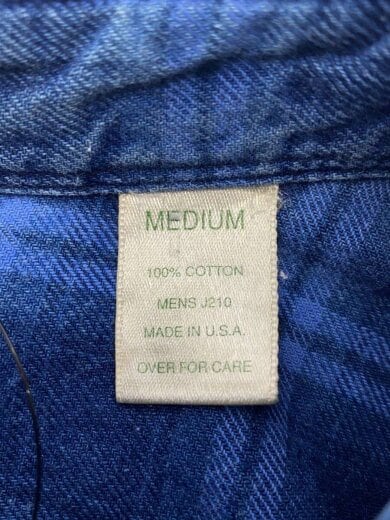 MEDIUM
100% COTTON
MENS J210
MADE IN U.S.A.
OVER FOR CARE